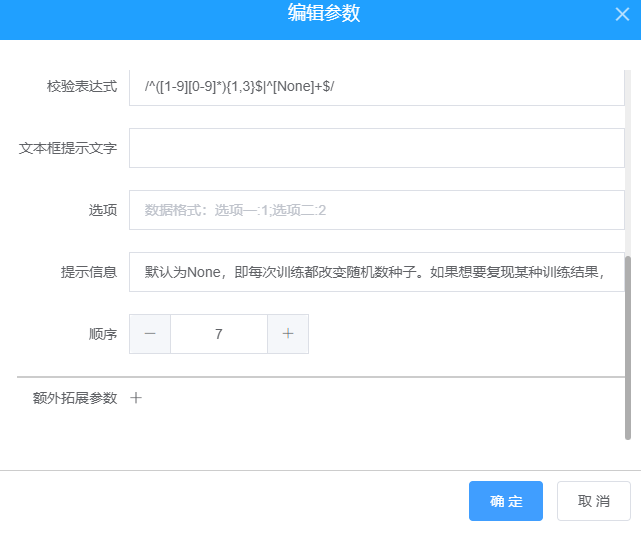 编辑参数
校验表达式
/^([1-9][0-9]*){1,3}$|^[None]+$/
文本框提示文字
选项
数据格式：选项一:1;选项二:2
提示信息
默认为None，即每次训练都改变随机数种子。如果想要复现某种训练结果，
顺序
7
额外拓展参数
确 定
取 消